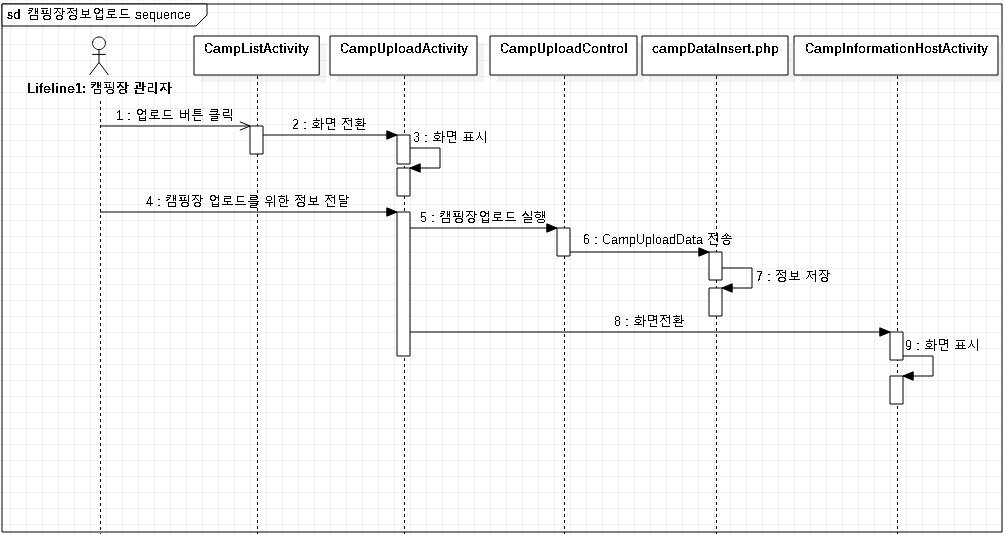 sd 캠핑장정보업로드 sequence
CampListActivity
CampUploadActivity
CampUploadControl
campDataInsert.php
CampInformationHostActivity
Lifeline1: 캠핑장 관리자
1 : 업로드 버튼 클릭
2 : 화면 전환
3 : 화면 표시
4 : 캠핑장 업로드를 위한 정보 전달
5 : 캠핑장업로드 실행
6 : CampUploadData 전송
7 : 정보 저장
8 : 화면전환
9 : 화면 표시